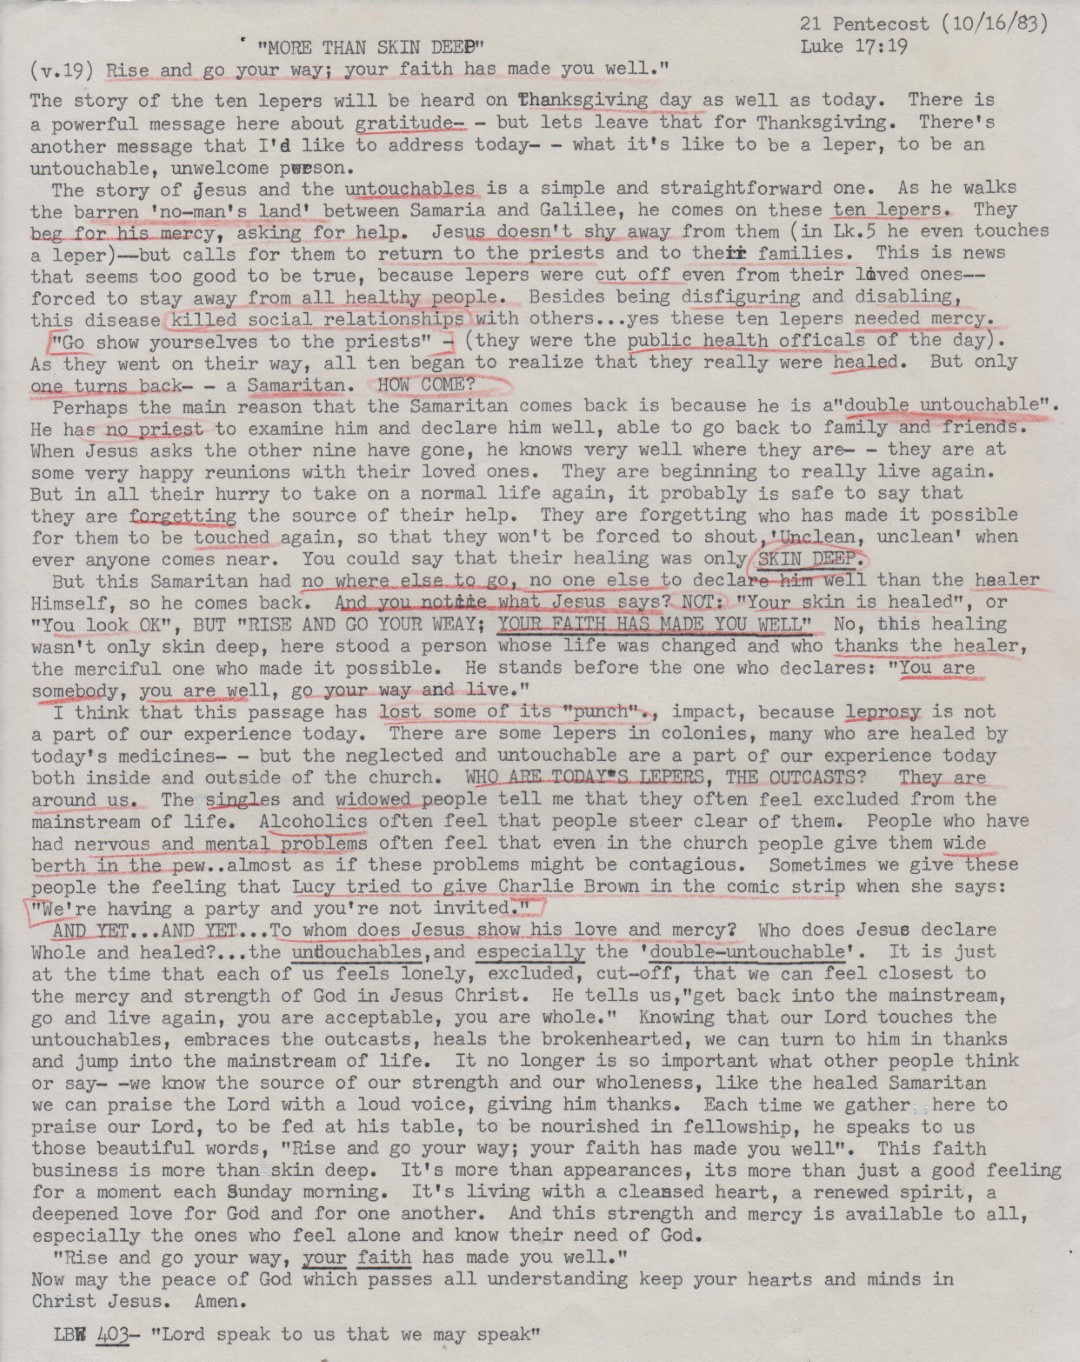 21 Pentecost (10/16/83)
"MORE THAN SKIN DEEP"
Luke 17:19
(v.19) Rise and go your way; your faith has made you well."
The story of the ten lepers will be heard on Thanksgiving day as well as today. There is
a powerful message here about gratitude- - but lets leave that for Thanksgiving. There's
another message that I'd like to address today- - what it's like to be a leper, to be an
untouchable, unwelcome person.
The story of Jesus and the untouchables is a simple and straightforward one. As he walks
the barren 'no-man's land' between Samaria and Galilee, he comes on these ten lepers. They
beg for his mercy, asking for help. Jesus doesn't shy away from them (in Lk.5 he even touches
a leper)--but calls for them to return to the priests and to their families. This is news
that seems too good to be true, because lepers were cut off even from their loved ones--
forced to stay away from all healthy people. Besides being disfiguring and disabling,
this disease killed social relationships with others...yes these ten lepers needed mercy.
"Go show yourselves to the priests" - (they were the public health officals of the day).
As they went on their way, all ten began to realize that they really were healed. But only
one turns back- - a Samaritan. HOW COME?
Perhaps the main reason that the Samaritan comes back is because he is a"double untouchable".
He has no priest to examine him and declare him well, able to go back to family and friends.
When Jesus asks the other nine have gone, he knows very well where they are- - they are at
some very happy reunions with their loved ones. They are beginning to really live again.
But in all their hurry to take on a normal life again, it probably is safe to say that
they are forgetting the source of their help. They are forgetting who has made it possible
for them to be touched again, so that they won't be forced to shout,'Unclean, unclean' when
ever anyone comes near. You could say that their healing was only SKIN DEEP.
But this Samaritan had no where else to go, no one else to declare him well than the healer
Himself, so he comes back. And you notice what Jesus says? NOT: "Your skin is healed", or
"You look OK", BUT "RISE AND GO YOUR WEAY; YOUR FAITH HAS MADE YOU WELL" No, this healing
wasn't only skin deep, here stood a person whose life was changed and who thanks the healer,
the merciful one who made it possible. He stands before the one who declares: "You are
somebody, you are well, go your way and live."
I think that this passage has lost some of its "punch"., impact, because leprosy is not
a part of our experience today. There are some lepers in colonies, many who are healed by
today's medicines- - but the neglected and untouchable are a part of our experience today
both inside and outside of the church. WHO ARE TODAY'S LEPERS, THE OUTCASTS? They are
around us. The singles and widowed people tell me that they often feel excluded from the
mainstream of life. Alcoholics often feel that people steer clear of them. People who have
had nervous and mental problems often feel that even in the church people give them wide
berth in the pew..almost as if these problems might be contagious. Sometimes we give these
people the feeling that Lucy tried to give Charlie Brown in the comic strip when she says:
"We're having a party and you're not invited."
AND YET...AND YET...To whom does Jesus show his love and mercy? Who does Jesus declare
Whole and healed?...the untouchables,and especially the 'double-untouchable'. It is just
at the time that each of us feels lonely, excluded, cut-off, that we can feel closest to
the mercy and strength of God in Jesus Christ. He tells us,"get back into the mainstream,
go and live again, you are acceptable, you are whole." Knowing that our Lord touches the
untouchables, embraces the outcasts, heals the brokenhearted, we can turn to him in thanks
and jump into the mainstream of life. It no longer is so important what other people think
or say- -we know the source of our strength and our wholeness, like the healed Samaritan
we can praise the Lord with a loud voice, giving him thanks. Each time we gather here to
praise our Lord, to be fed at his table, to be nourished in fellowship, he speaks to us
those beautiful words, "Rise and go your way; your faith has made you well". This faith
business is more than skin deep. It's more than appearances, its more than just a good feeling
for a moment each Sunday morning. It's living with a cleansed heart, a renewed spirit, a
deepened love for God and for one another. And this strength and mercy is available to all,
especially the ones who feel alone and know their need of God.
"Rise and go your way, your faith has made you well."
Now may the peace of God which passes all understanding keep your hearts and minds in
Christ Jesus. Amen.
LBW 403- "Lord speak to us that we may speak"